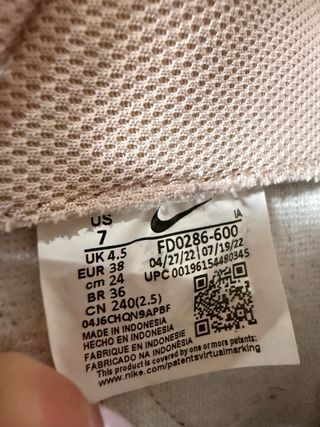 US
7
IA
UK 4.5
FD0286-600
EUR 38
04/27/22 07/19/22
cm 24
UPC 00196154480345
BR 36
CN 240(2.5)
04J6CHQN9APBF
MADE IN INDONESIA
HECHO EN INDONESIA
FABRIQUE EN INDONESIE
FABRICADO NA INDONÉSIA
This product is covered by one or more patents:
www.nike.com/patentsvirtualmarking